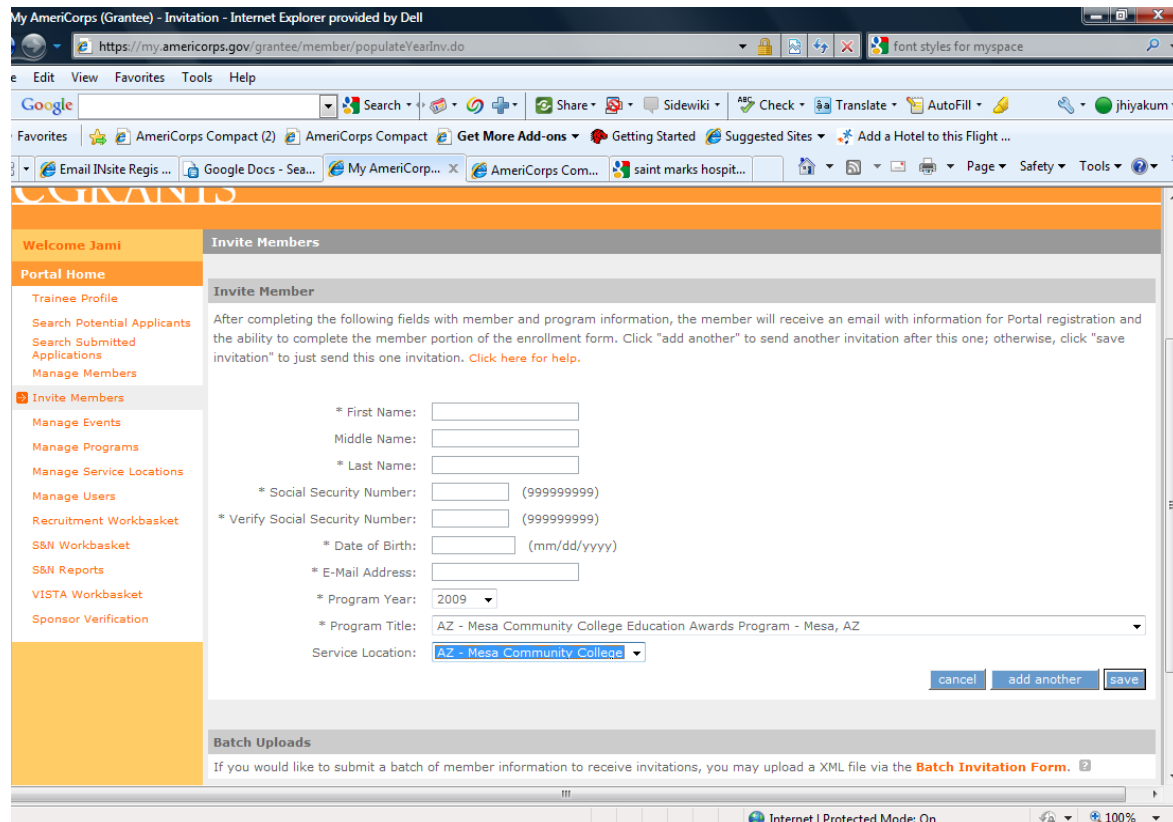 My AmeriCorps (Grantee) - Invitation - Internet Explorer provided by Dell
https://my.americorps.gov/grantee/member/populateYearInv.do font styles for myspace
Edit View Favorites Tools Help
Google Search Share Sidewiki Check Translate AutoFill jhiyakum
Favorites AmeriCorps Compact (2) AmeriCorps Compact Get More Add-ons Getting Started Suggested Sites Add a Hotel to this Flight ...
Email INsite Regis ... Google Docs - Sea... My AmeriCorp... X AmeriCorps Com... saint marks hospit... Page Safety Tools
EGRANTS
Welcome Jami
Portal Home
Trainee Profile
Search Potential Applicants
Search Submitted
Applications
Manage Members
Invite Members
Manage Events
Manage Programs
Manage Service Locations
Manage Users
Recruitment Workbasket
S&N Workbasket
S&N Reports
VISTA Workbasket
Sponsor Verification
Invite Members
Invite Member
After completing the following fields with member and program information, the member will receive an email with information for Portal registration and
the ability to complete the member portion of the enrollment form. Click "add another" to send another invitation after this one; otherwise, click "save
invitation" to just send this one invitation. Click here for help.
* First Name:
Middle Name:
* Last Name:
* Social Security Number: (999999999)
* Verify Social Security Number: (999999999)
* Date of Birth: (mm/dd/yyyy)
* E-Mail Address:
* Program Year: 2009
* Program Title: AZ - Mesa Community College Education Awards Program - Mesa, AZ
Service Location: AZ - Mesa Community College
cancel add another save
Batch Uploads
If you would like to submit a batch of member information to receive invitations, you may upload a XML file via the Batch Invitation Form. ?
Internet | Protected Mode: On 100%